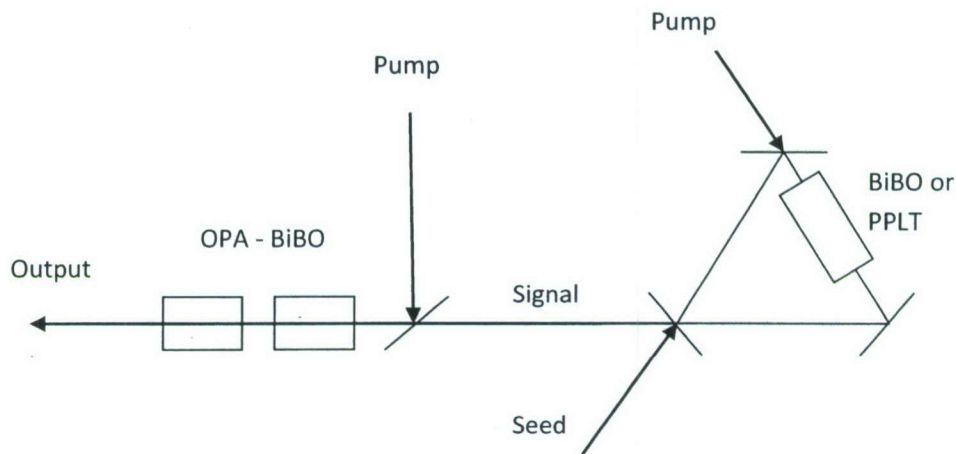 Pump
Pump
BiBO or
PPLT
OPA - BiBO
Output
Signal
Seed